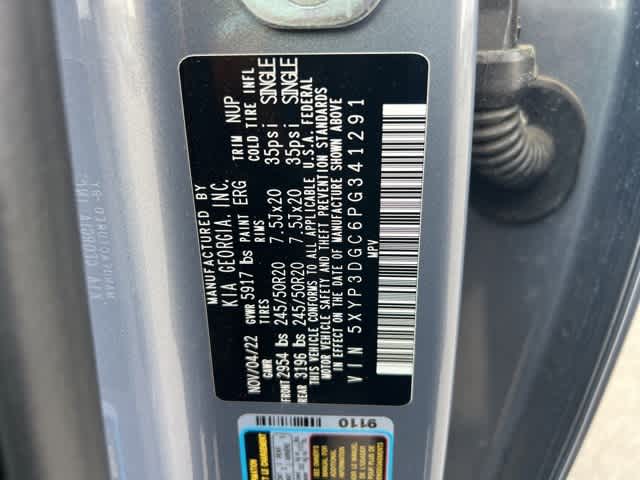 MANUFACTURED BY
KIA GEORGIA, INC.
NOV/04/22 GVWR 5917 lbs PAINT ERG TRIM NUP
GAWR TIRES RIMS COLD TIRE INFL
FRONT 2954 lbs 245/50R20 7.5Jx20 35psi SINGLE
REAR 3196 lbs 245/50R20 7.5Jx20 35psi SINGLE
THIS VEHICLE CONFORMS TO ALL APPLICABLE U.S.A. FEDERAL
MOTOR VEHICLE SAFETY AND THEFT PREVENTION STANDARDS
IN EFFECT ON THE DATE OF MANUFACTURE SHOWN ABOVE
VIN 5XYP3DGC6PG341291
MPV
9110